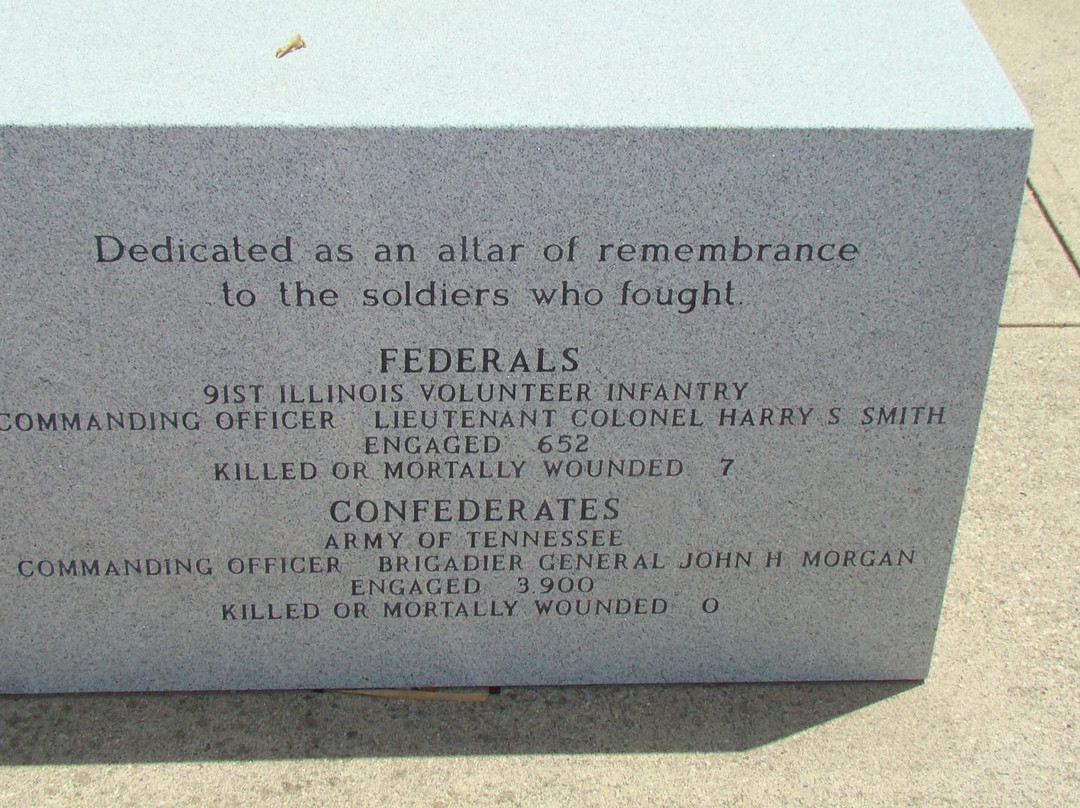 Dedicated as an altar of remembrance
to the soldiers who fought.
FEDERALS
91ST ILLINOIS VOLUNTEER INFANTRY
COMMANDING OFFICER LIEUTENANT COLONEL HARRY S SMITH
ENGAGED 652
KILLED OR MORTALLY WOUNDED 7
CONFEDERATES
ARMY OF TENNESSEE
COMMANDING OFFICER BRIGADIER GENERAL JOHN H MORGAN
ENGAGED 3.900
KILLED OR MORTALLY WOUNDED 0